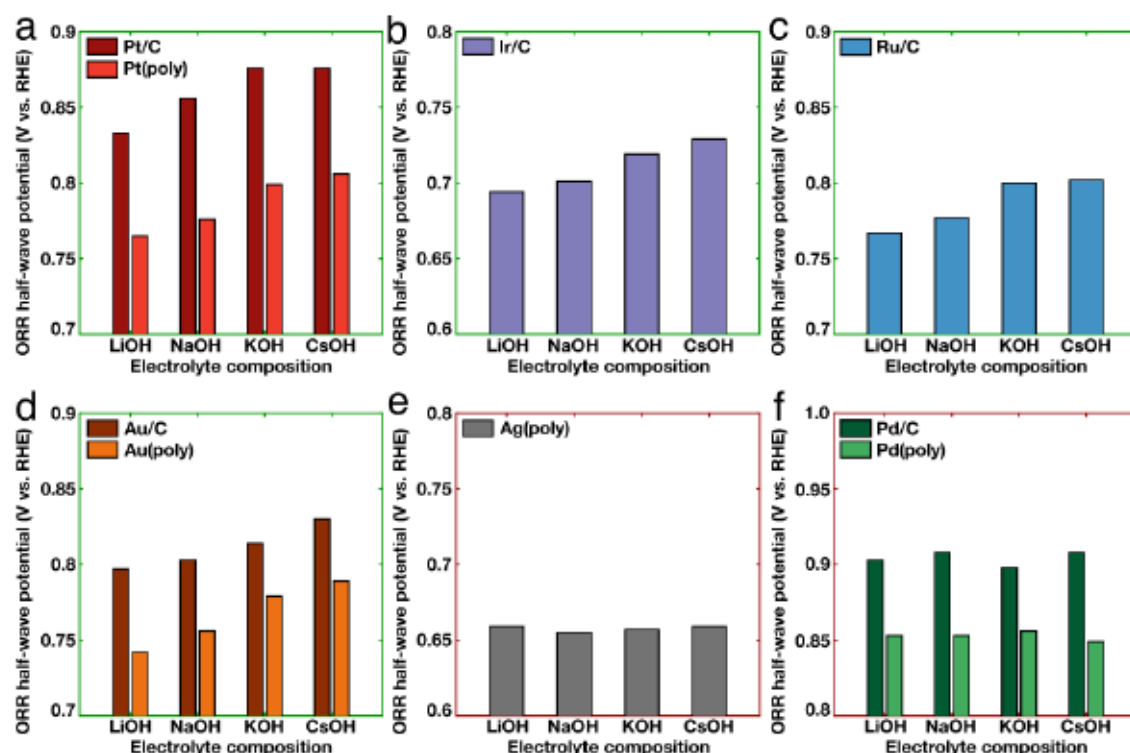 a
Pt/C
Pt(poly)
ORR half-wave potential (V vs. RHE)
0.9
0.85
0.8
0.75
0.7
LiOH NaOH KOH CsOH
Electrolyte composition
b
Ir/C
ORR half-wave potential (V vs. RHE)
0.8
0.75
0.7
0.65
0.6
LiOH NaOH KOH CsOH
Electrolyte composition
c
Ru/C
ORR half-wave potential (V vs. RHE)
0.9
0.85
0.8
0.75
0.7
LiOH NaOH KOH CsOH
Electrolyte composition
d
Au/C
Au(poly)
ORR half-wave potential (V vs. RHE)
0.9
0.85
0.8
0.75
0.7
LiOH NaOH KOH CsOH
Electrolyte composition
e
Ag(poly)
ORR half-wave potential (V vs. RHE)
0.8
0.75
0.7
0.65
0.6
LiOH NaOH KOH CsOH
Electrolyte composition
f
Pd/C
Pd(poly)
ORR half-wave potential (V vs. RHE)
1.0
0.95
0.9
0.85
0.8
LiOH NaOH KOH CsOH
Electrolyte composition